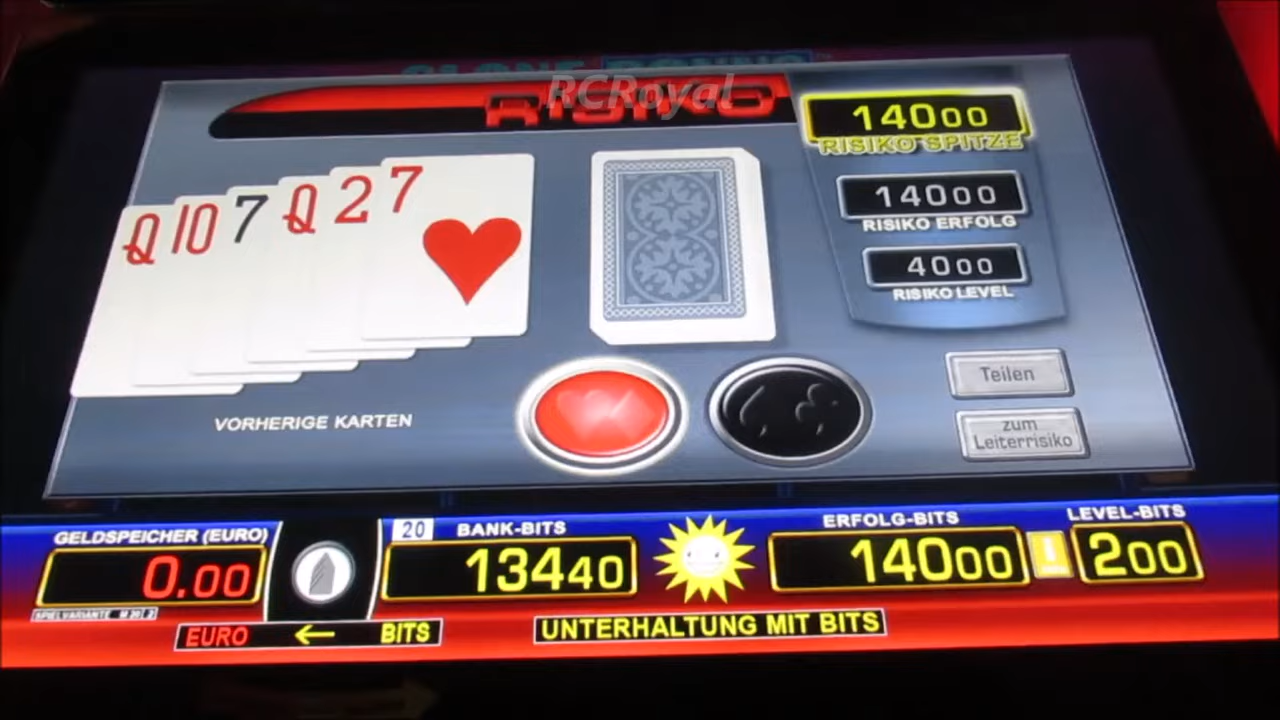 RISIKO
RCRoyal
14000
RISIKO SPITZE
14000
RISIKO ERFOLG
4000
RISIKO LEVEL
Q 10 7 Q 2 7
Teilen
zum
Leiterrisiko
VORHERIGE KARTEN
GELDSPEICHER (EURO)
0.00
20 BANK-BITS
13440
ERFOLG-BITS
14000
LEVEL-BITS
200
EURO ← BITS
UNTERHALTUNG MIT BITS